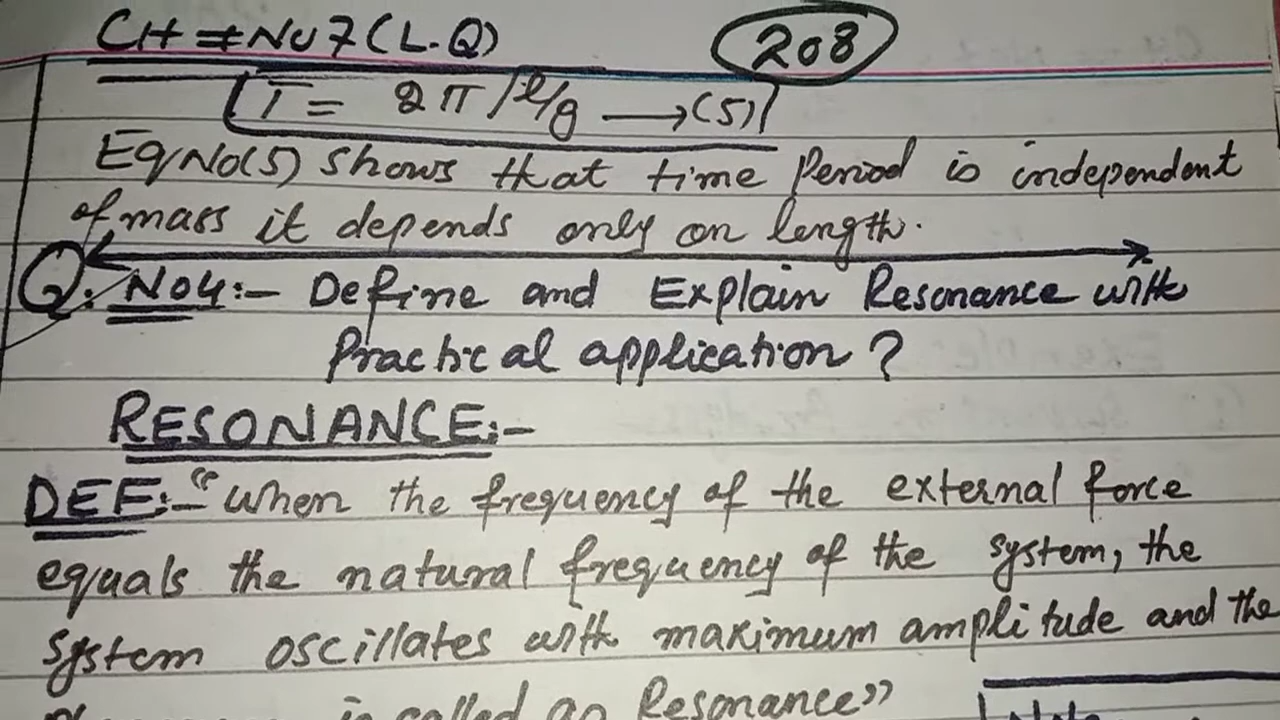 CH=No7(L.Q) 208
T = 2π√l/g →(5)
Eq No(5) Shows that time Period is independent
of mass it depends only on length.
Q. No4:- Define and Explain Resonance with
Practical application?
RESONANCE:-
DEF:- "When the frequency of the external force
equals the natural frequency of the system, the
system oscillates with maximum amplitude and the
is called as Resonance"